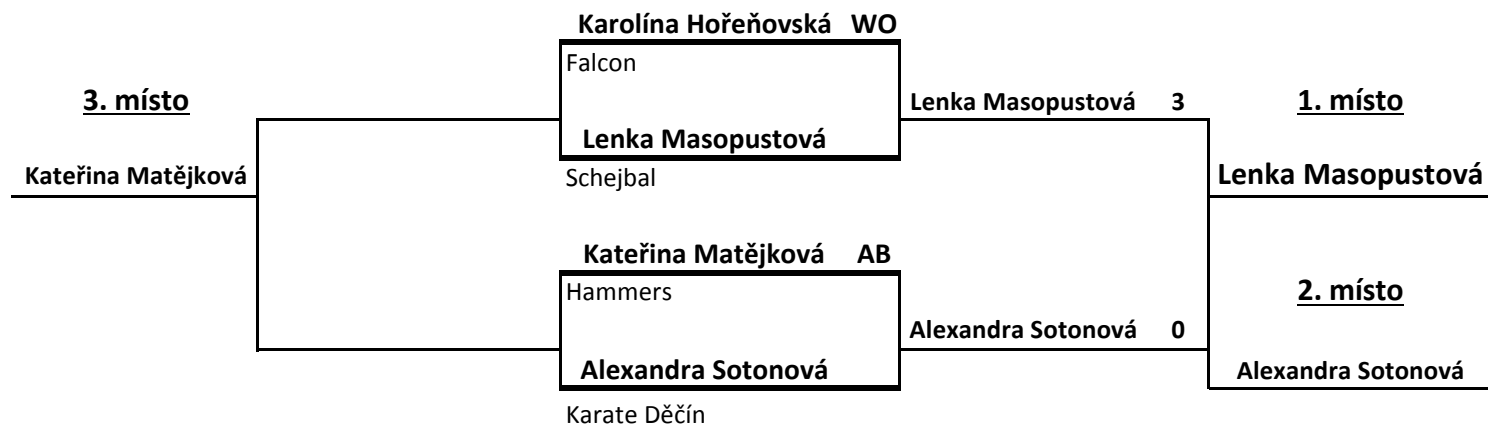 Karolína Hořeňovská WO
Falcon
3. místo
Lenka Masopustová 3
1. místo
Lenka Masopustová
Kateřina Matějková
Schejbal
Lenka Masopustová
Kateřina Matějková AB
Hammers
2. místo
Alexandra Sotonová 0
Alexandra Sotonová
Alexandra Sotonová
Karate Děčín